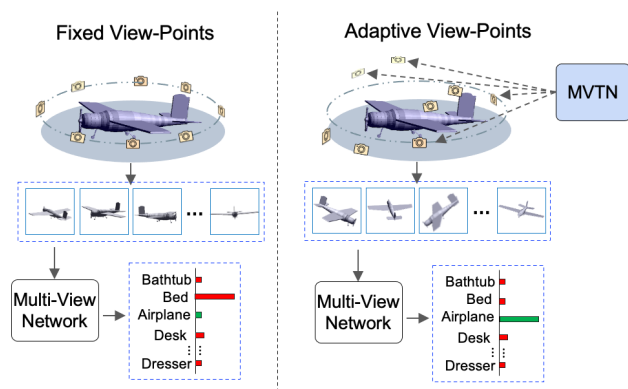 Fixed View-Points
Adaptive View-Points
MVTN
Multi-View
Network
Bathtub
Bed
Airplane
Desk
Dresser
Multi-View
Network
Bathtub
Bed
Airplane
Desk
Dresser